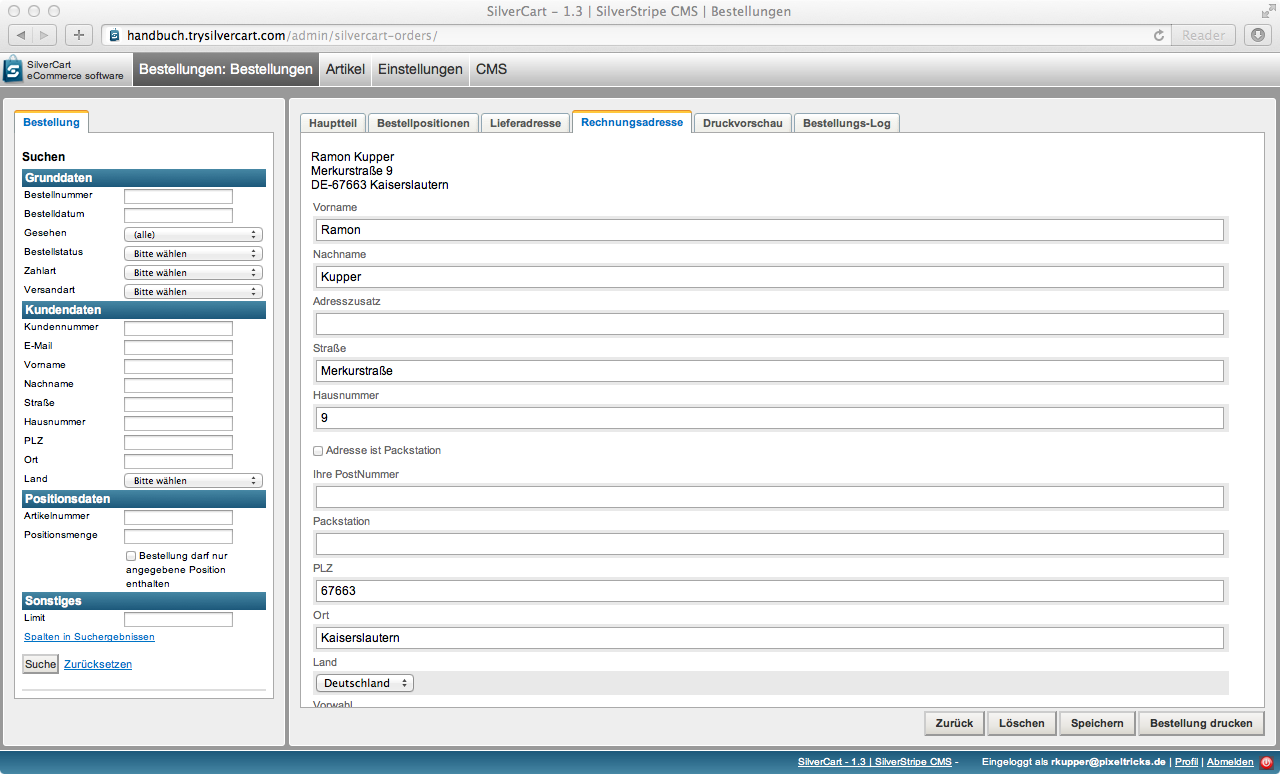 SilverCart - 1.3 | SilverStripe CMS | Bestellungen
handbuch.trysilvercart.com/admin/silvercart-orders/
Reader
SilverCart
eCommerce software
Bestellungen: Bestellungen
Artikel
Einstellungen
CMS
Bestellung
Suchen
Grunddaten
Bestellnummer
Bestelldatum
Gesehen (alle)
Bestellstatus Bitte wählen
Zahlart Bitte wählen
Versandart Bitte wählen
Kundendaten
Kundennummer
E-Mail
Vorname
Nachname
Straße
Hausnummer
PLZ
Ort
Land Bitte wählen
Positionsdaten
Artikelnummer
Positionsmenge
Bestellung darf nur
angegebene Position
enthalten
Sonstiges
Limit
Spalten in Suchergebnissen
Suche Zurücksetzen
Hauptteil
Bestellpositionen
Lieferadresse
Rechnungsadresse
Druckvorschau
Bestellungs-Log
Ramon Kupper
Merkurstraße 9
DE-67663 Kaiserslautern
Vorname
Ramon
Nachname
Kupper
Adresszusatz
Straße
Merkurstraße
Hausnummer
9
Adresse ist Packstation
Ihre PostNummer
Packstation
PLZ
67663
Ort
Kaiserslautern
Land
Deutschland
Vorwahl
Zurück
Löschen
Speichern
Bestellung drucken
SilverCart - 1.3 | SilverStripe CMS - Eingeloggt als rkupper@pixeltricks.de | Profil | Abmelden